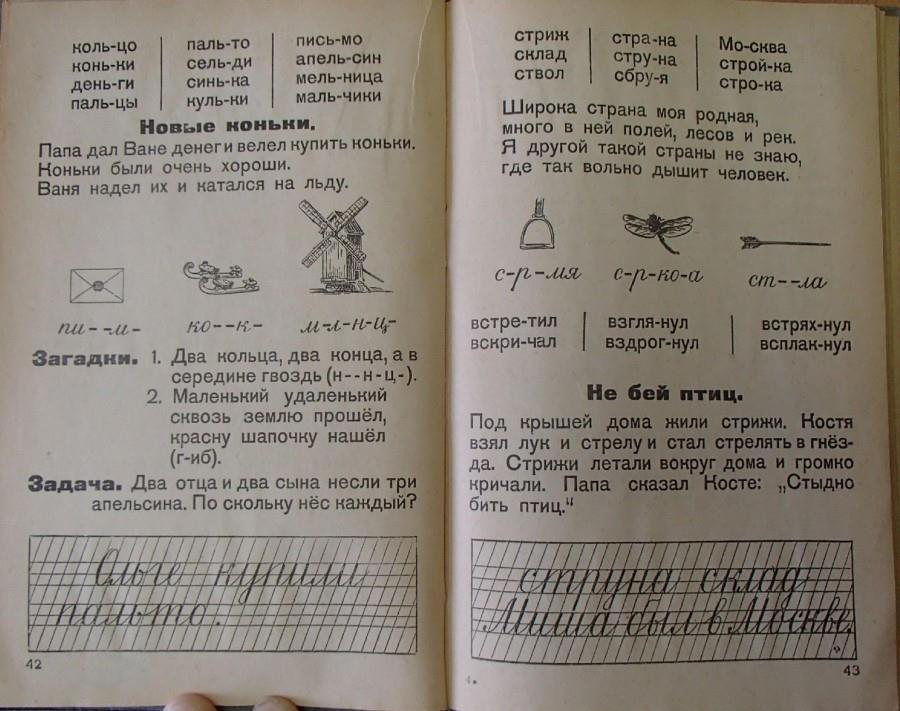 коль-цо паль-то пись-мо
конь-ки сель-ди апель-син
день-ги синь-ка мель-ница
паль-цы куль-ки маль-чики
Новые коньки.
Папа дал Ване денег и велел купить коньки.
Коньки были очень хороши.
Ваня надел их и катался на льду.
пи--м- ко--к- м-л-н-ц-
Загадки. 1. Два кольца, два конца, а в
середине гвоздь (н--н-ц-).
2. Маленький удаленький
сквозь землю прошёл,
красну шапочку нашёл
(г-иб).
Задача. Два отца и два сына несли три
апельсина. По скольку нёс каждый?
Ольге купили
пальто.
42
стриж стра-на Мо-сква
склад стру-на строй-ка
ствол сбру-я стро-ка
Широка страна моя родная,
много в ней полей, лесов и рек.
Я другой такой страны не знаю,
где так вольно дышит человек.
с-р-мя с-р-ко-а ст--ла
встре-тил взгля-нул встрях-нул
вскри-чал вздрог-нул всплак-нул
Не бей птиц.
Под крышей дома жили стрижи. Костя
взял лук и стрелу и стал стрелять в гнёз-
да. Стрижи летали вокруг дома и громко
кричали. Папа сказал Косте: „Стыдно
бить птиц.“
струна склад
Миша был в Москве.
43